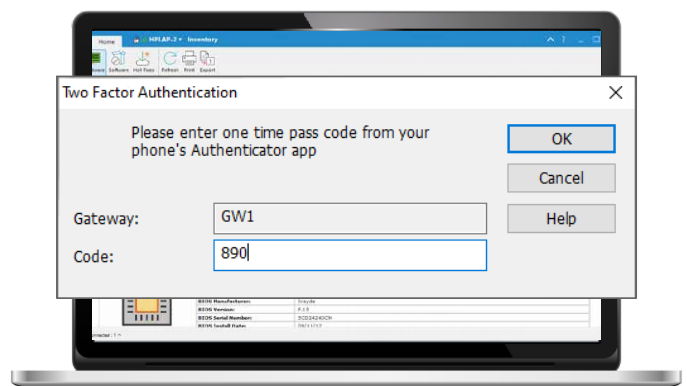 Home HPLAP-2 Inventory
Software Hot Fixes Refresh Print Export
Two Factor Authentication
Please enter one time pass code from your
phone's Authenticator app
OK
Cancel
Gateway: GW1
Help
Code: 890
BIOS Manufacturer:
BIOS Version: F.13
BIOS Serial Number:
BIOS Install Date: